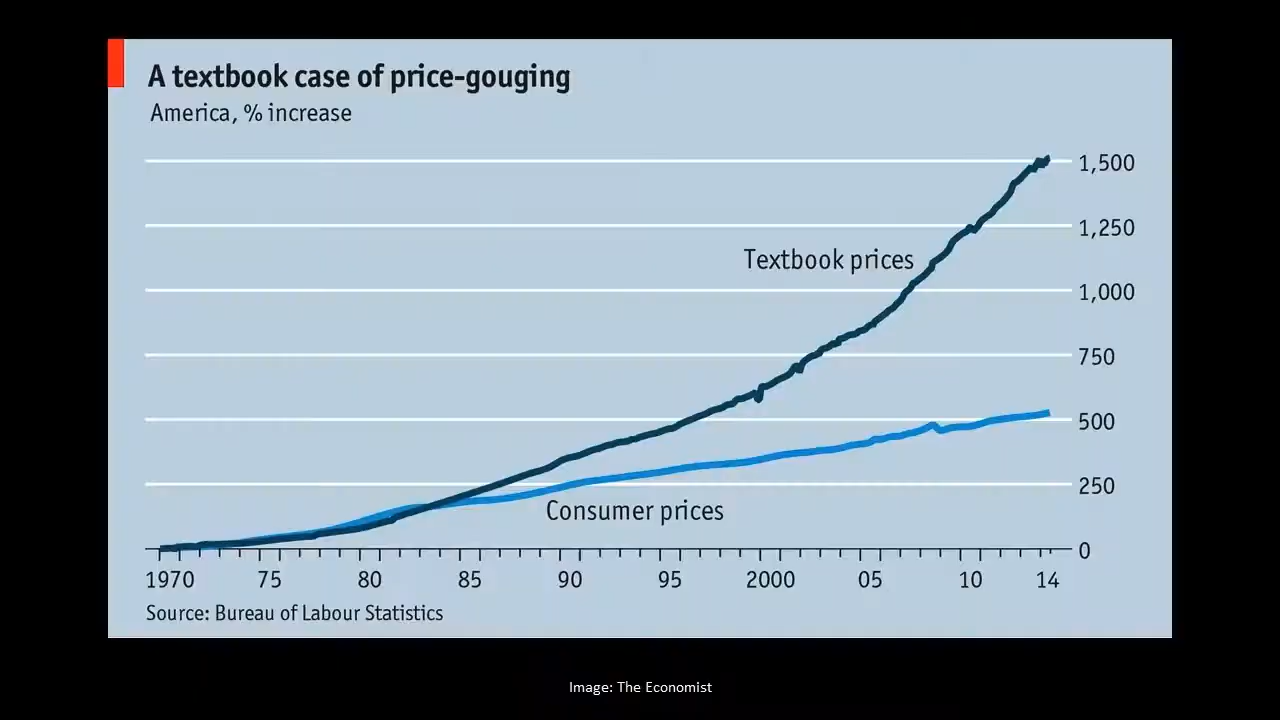 A textbook case of price-gouging
America, % increase
1,500
1,250
Textbook prices
1,000
750
500
250
Consumer prices
0
1970 75 80 85 90 95 2000 05 10 14
Source: Bureau of Labour Statistics
Image: The Economist